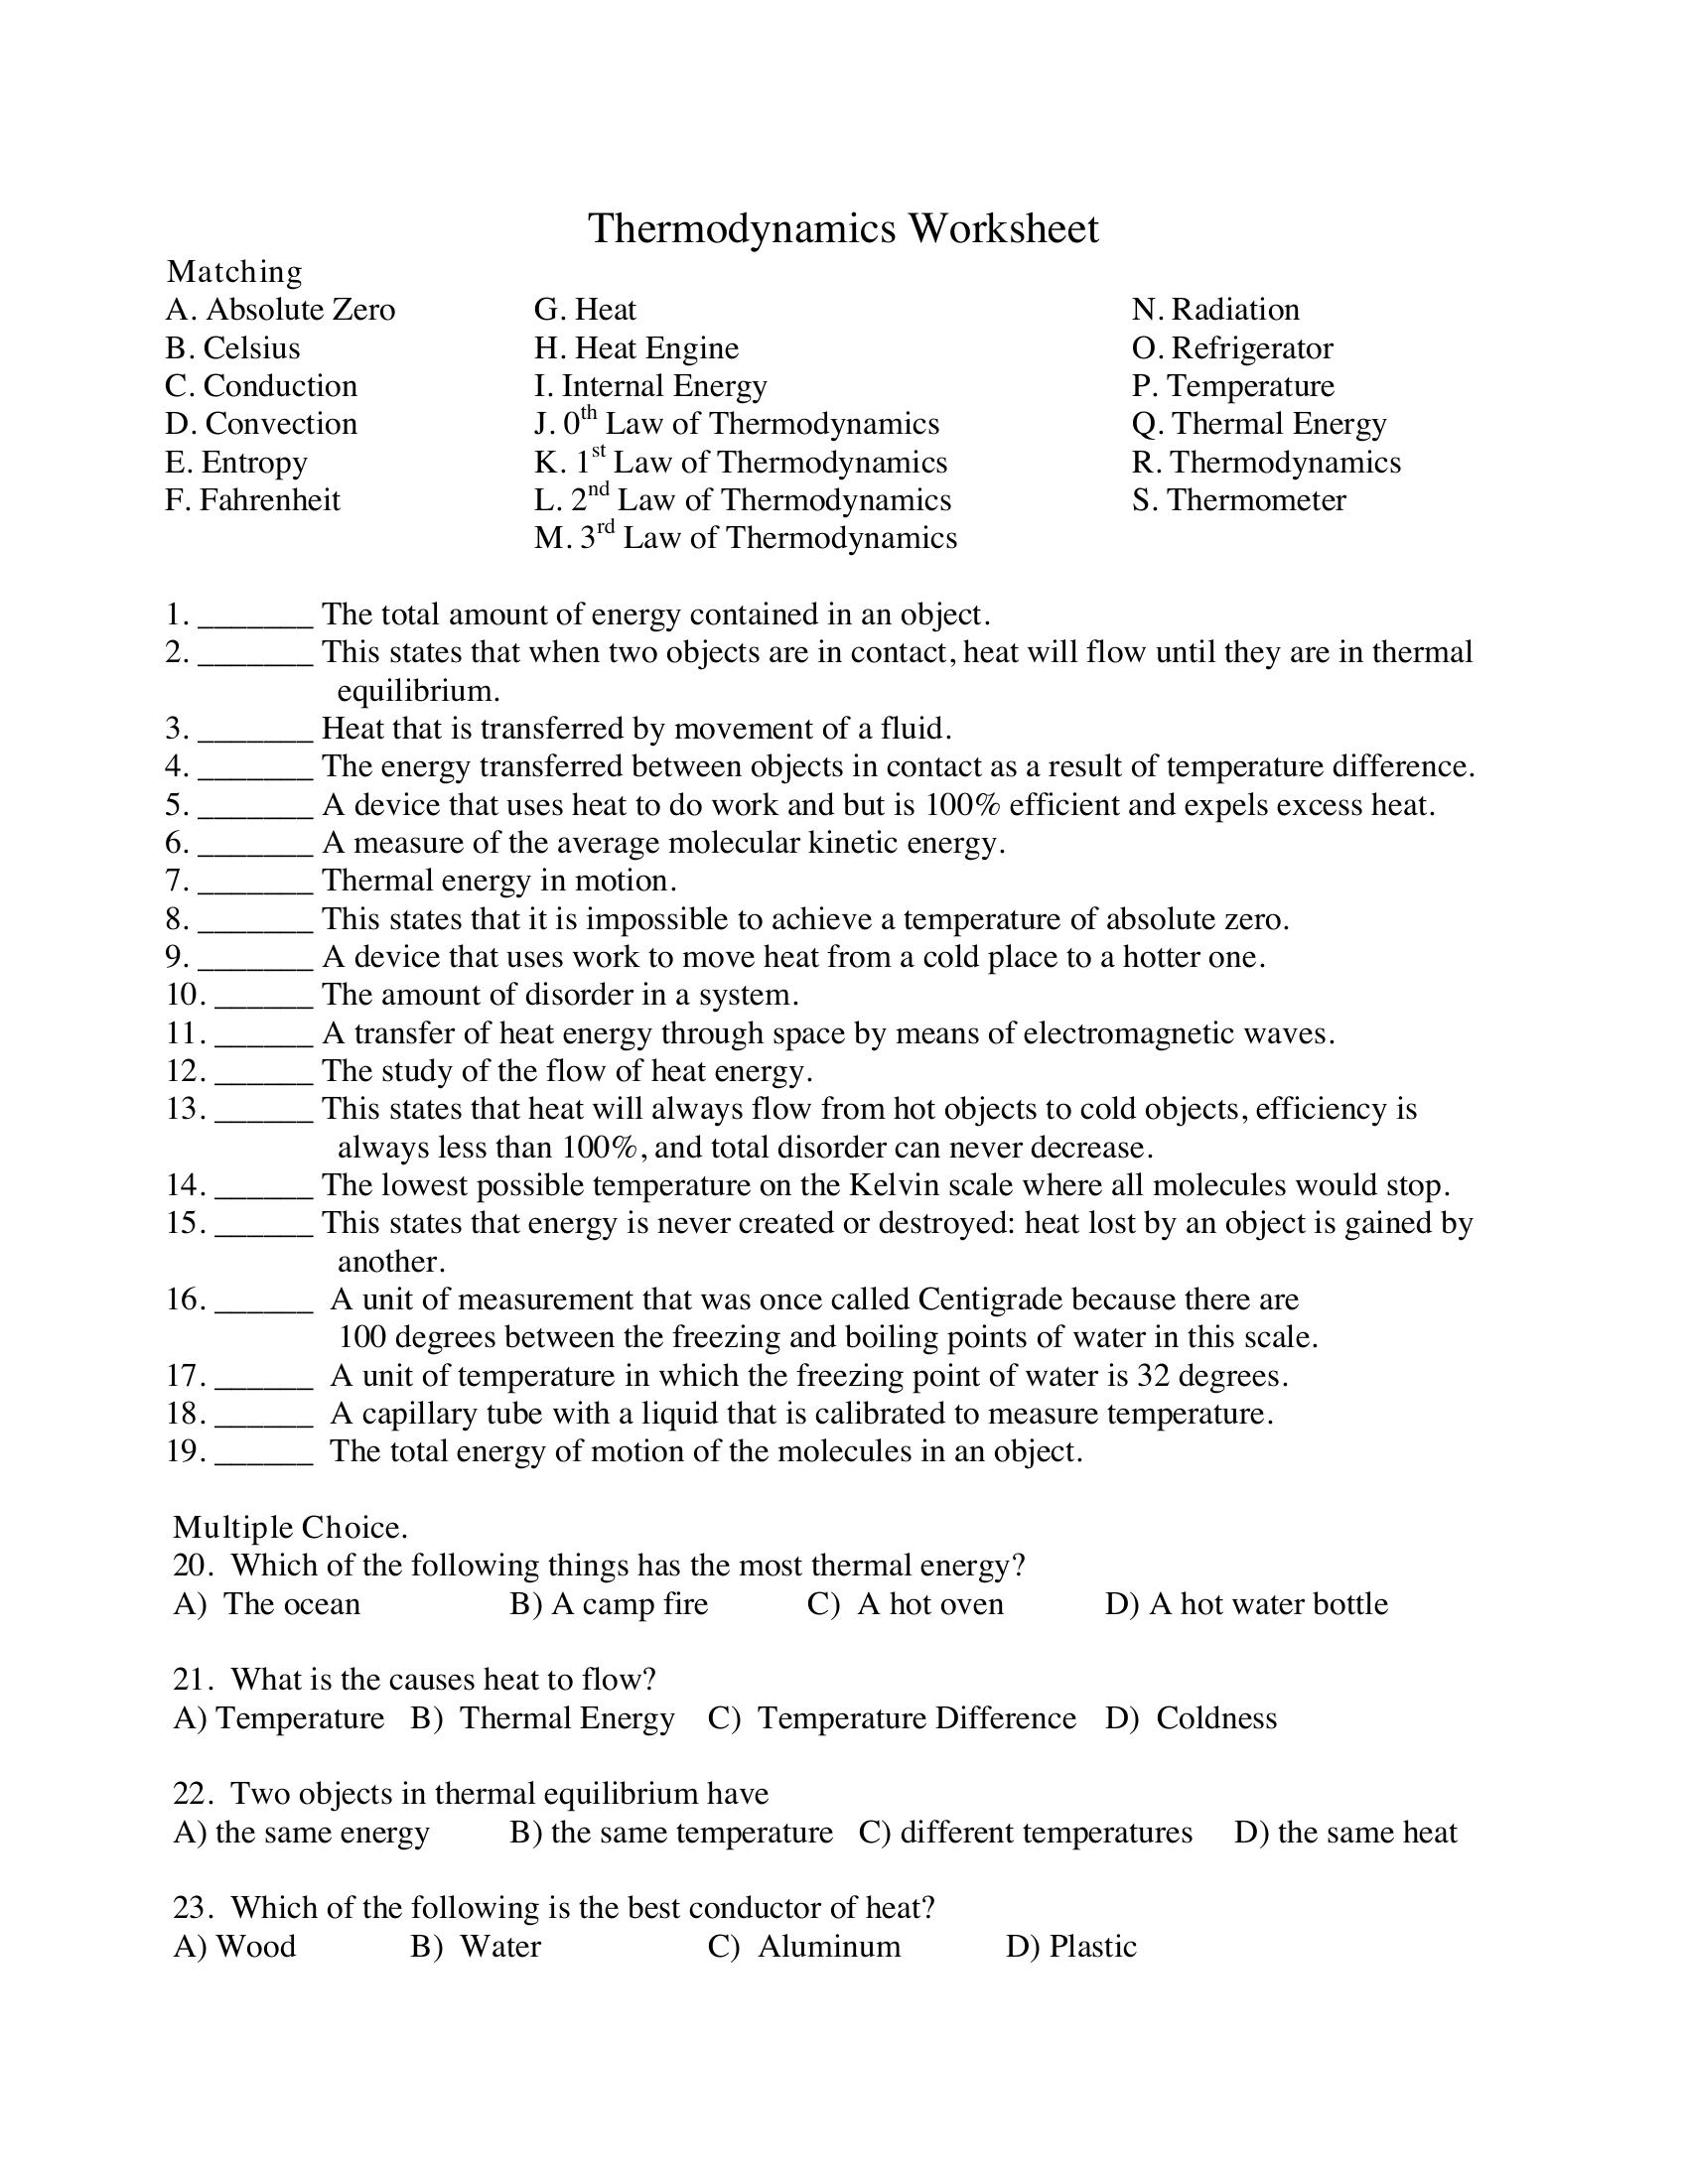 Thermodynamics Worksheet
Matching
A. Absolute Zero G. Heat N. Radiation
B. Celsius H. Heat Engine O. Refrigerator
C. Conduction I. Internal Energy P. Temperature
D. Convection J. 0th Law of Thermodynamics Q. Thermal Energy
E. Entropy K. 1st Law of Thermodynamics R. Thermodynamics
F. Fahrenheit L. 2nd Law of Thermodynamics S. Thermometer
M. 3rd Law of Thermodynamics
1. _______ The total amount of energy contained in an object.
2. _______ This states that when two objects are in contact, heat will flow until they are in thermal
equilibrium.
3. _______ Heat that is transferred by movement of a fluid.
4. _______ The energy transferred between objects in contact as a result of temperature difference.
5. _______ A device that uses heat to do work and but is 100% efficient and expels excess heat.
6. _______ A measure of the average molecular kinetic energy.
7. _______ Thermal energy in motion.
8. _______ This states that it is impossible to achieve a temperature of absolute zero.
9. _______ A device that uses work to move heat from a cold place to a hotter one.
10. ______ The amount of disorder in a system.
11. ______ A transfer of heat energy through space by means of electromagnetic waves.
12. ______ The study of the flow of heat energy.
13. ______ This states that heat will always flow from hot objects to cold objects, efficiency is
always less than 100%, and total disorder can never decrease.
14. ______ The lowest possible temperature on the Kelvin scale where all molecules would stop.
15. ______ This states that energy is never created or destroyed: heat lost by an object is gained by
another.
16. ______ A unit of measurement that was once called Centigrade because there are
100 degrees between the freezing and boiling points of water in this scale.
17. ______ A unit of temperature in which the freezing point of water is 32 degrees.
18. ______ A capillary tube with a liquid that is calibrated to measure temperature.
19. ______ The total energy of motion of the molecules in an object.
Multiple Choice.
20. Which of the following things has the most thermal energy?
A) The ocean B) A camp fire C) A hot oven D) A hot water bottle
21. What is the causes heat to flow?
A) Temperature B) Thermal Energy C) Temperature Difference D) Coldness
22. Two objects in thermal equilibrium have
A) the same energy B) the same temperature C) different temperatures D) the same heat
23. Which of the following is the best conductor of heat?
A) Wood B) Water C) Aluminum D) Plastic